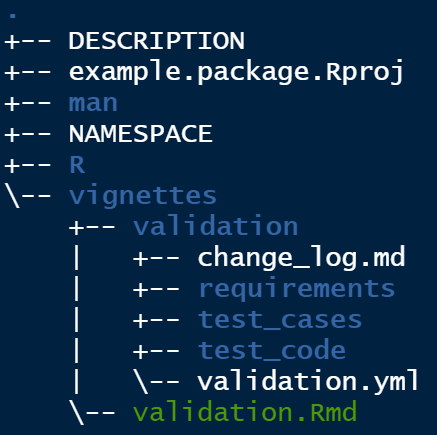 .
+-- DESCRIPTION
+-- example.package.Rproj
+-- man
+-- NAMESPACE
+-- R
\-- vignettes
    +-- validation
    |   +-- change_log.md
    |   +-- requirements
    |   +-- test_cases
    |   +-- test_code
    |   \-- validation.yml
    \-- validation.Rmd